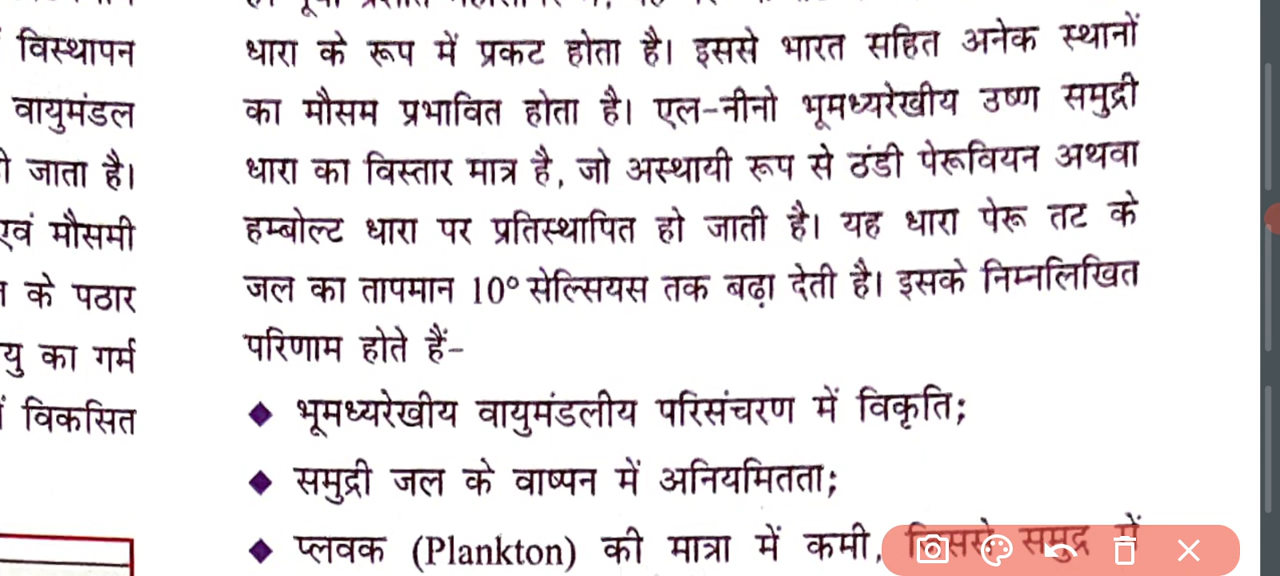 विस्थापन
वायुमंडल
जाता है।
एवं मौसमी
के पठार
का गर्म
विकसित
धारा के रूप में प्रकट होता है। इससे भारत सहित अनेक स्थानों
का मौसम प्रभावित होता है। एल-नीनो भूमध्यरेखीय उष्ण समुद्री
धारा का विस्तार मात्र है, जो अस्थायी रूप से ठंडी पेरूवियन अथवा
हम्बोल्ट धारा पर प्रतिस्थापित हो जाती है। यह धारा पेरू तट के
जल का तापमान 10° सेल्सियस तक बढ़ा देती है। इसके निम्नलिखित
परिणाम होते हैं-
◆ भूमध्यरेखीय वायुमंडलीय परिसंचरण में विकृति;
◆ समुद्री जल के वाष्पन में अनियमितता;
◆ प्लवक (Plankton) की मात्रा में कमी, जिससे समुद्र में